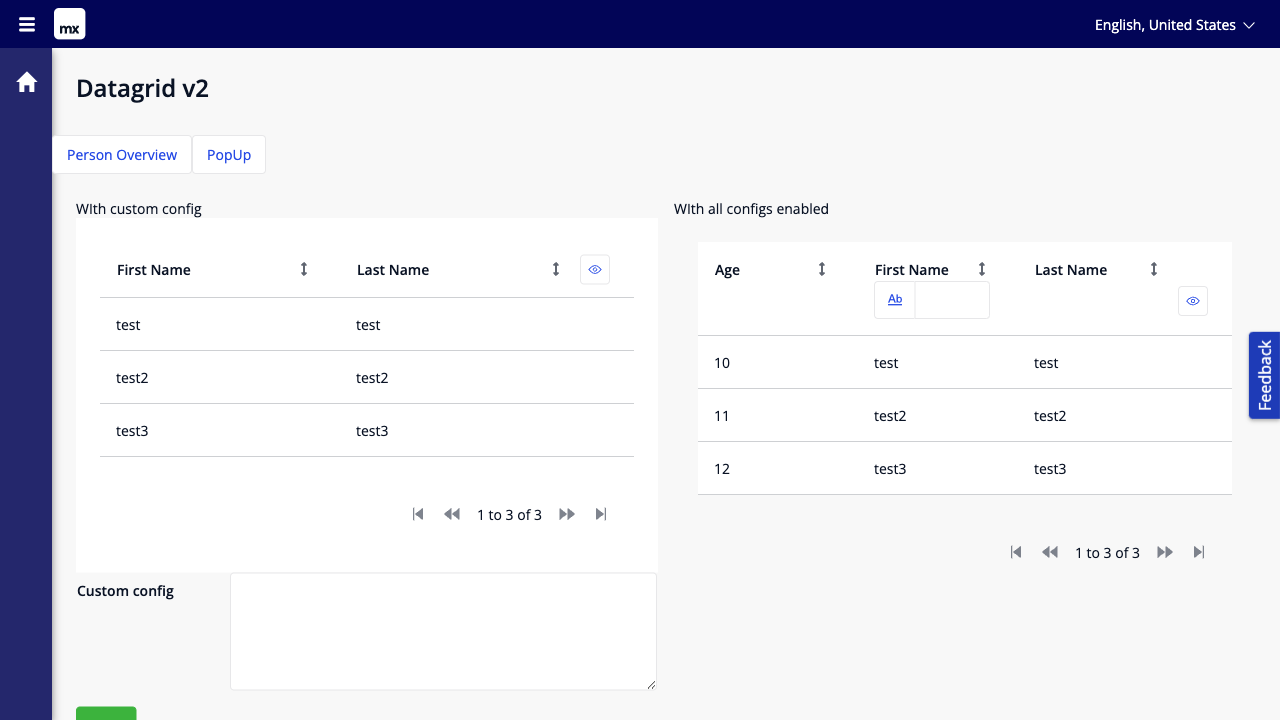 mx
English, United States
Datagrid v2
Person Overview
PopUp
WIth custom config
First Name
Last Name
test
test
test2
test2
test3
test3
1 to 3 of 3
Custom config
WIth all configs enabled
Age
First Name
Last Name
Ab
10
test
test
11
test2
test2
12
test3
test3
1 to 3 of 3
Feedback